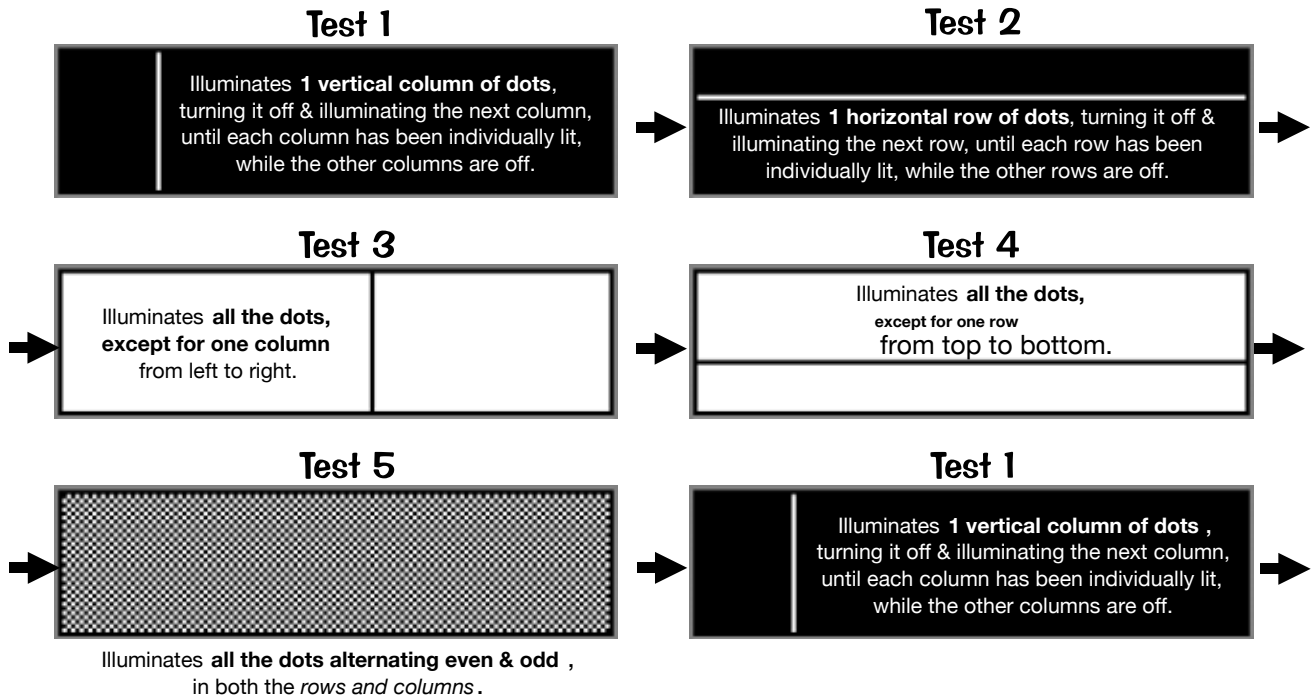 Test 1
Illuminates 1 vertical column of dots,
turning it off & illuminating the next column,
until each column has been individually lit,
while the other columns are off.
Test 2
Illuminates 1 horizontal row of dots, turning it off &
illuminating the next row, until each row has been
individually lit, while the other rows are off.
Test 3
Illuminates all the dots,
except for one column
from left to right.
Test 4
Illuminates all the dots,
except for one row
from top to bottom.
Test 5
Illuminates all the dots alternating even & odd ,
in both the rows and columns.
Test 1
Illuminates 1 vertical column of dots ,
turning it off & illuminating the next column,
until each column has been individually lit,
while the other columns are off.